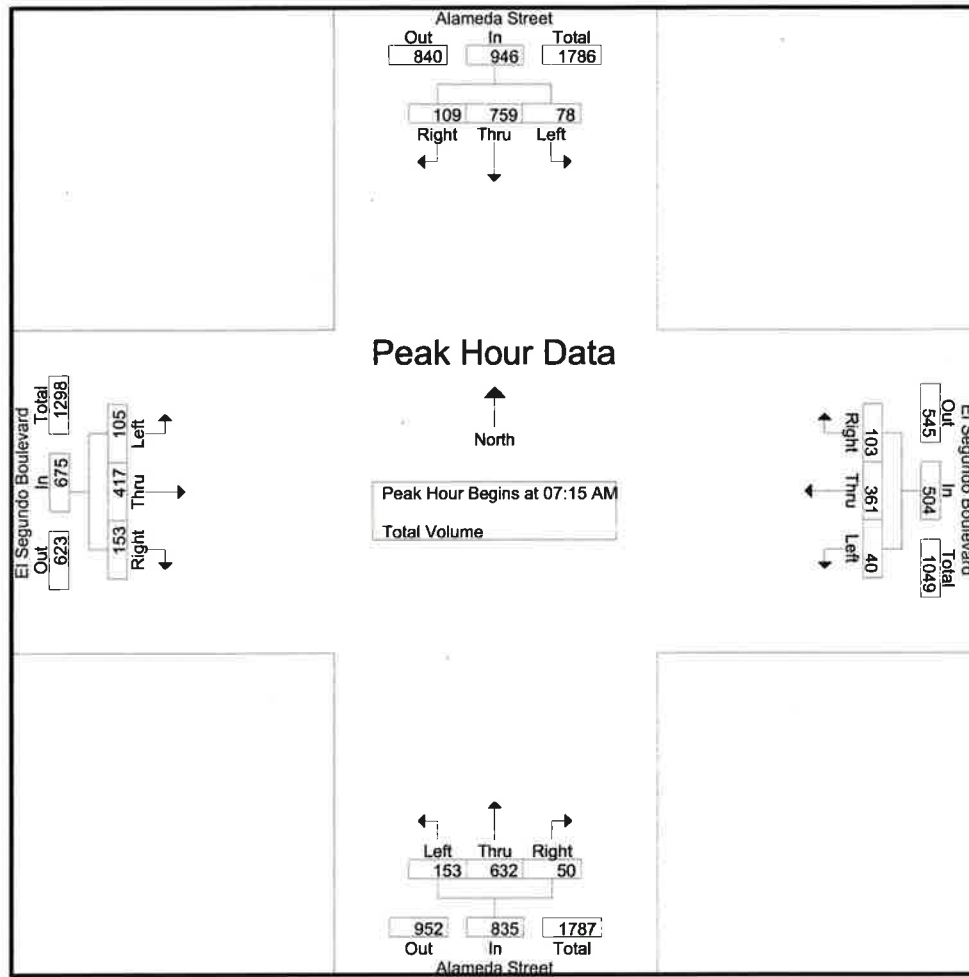 Alameda Street
Out In Total
840 946 1786
109 759 78
Right Thru Left
Peak Hour Data
North
Peak Hour Begins at 07:15 AM
Total Volume
El Segundo Boulevard
Out In Total
623 675 1298
105 417 153
Left Thru Right
Right Thru Left
103 361 40
Out In Total
545 504 1049
El Segundo Boulevard
Left Thru Right
153 632 50
952 835 1787
Out In Total
Alameda Street